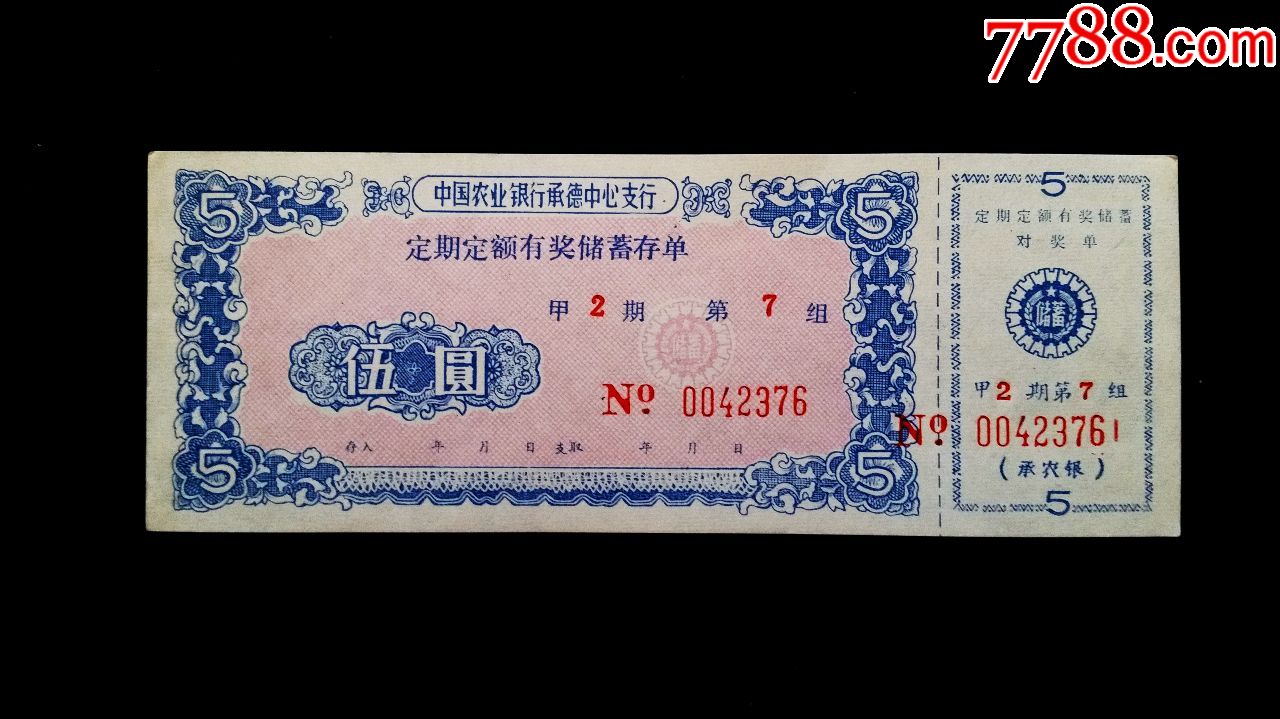 7788.com
5 中国农业银行承德中心支行 5
定期定额有奖储蓄存单
甲 2 期 第 7 组
储蓄
伍圆
No 0042376
存入 年 月 日 支取 年 月 日
5 5
5
定期定额有奖储蓄
对奖单
储蓄
甲 2 期第 7 组
No 0042376
(承农银)
5